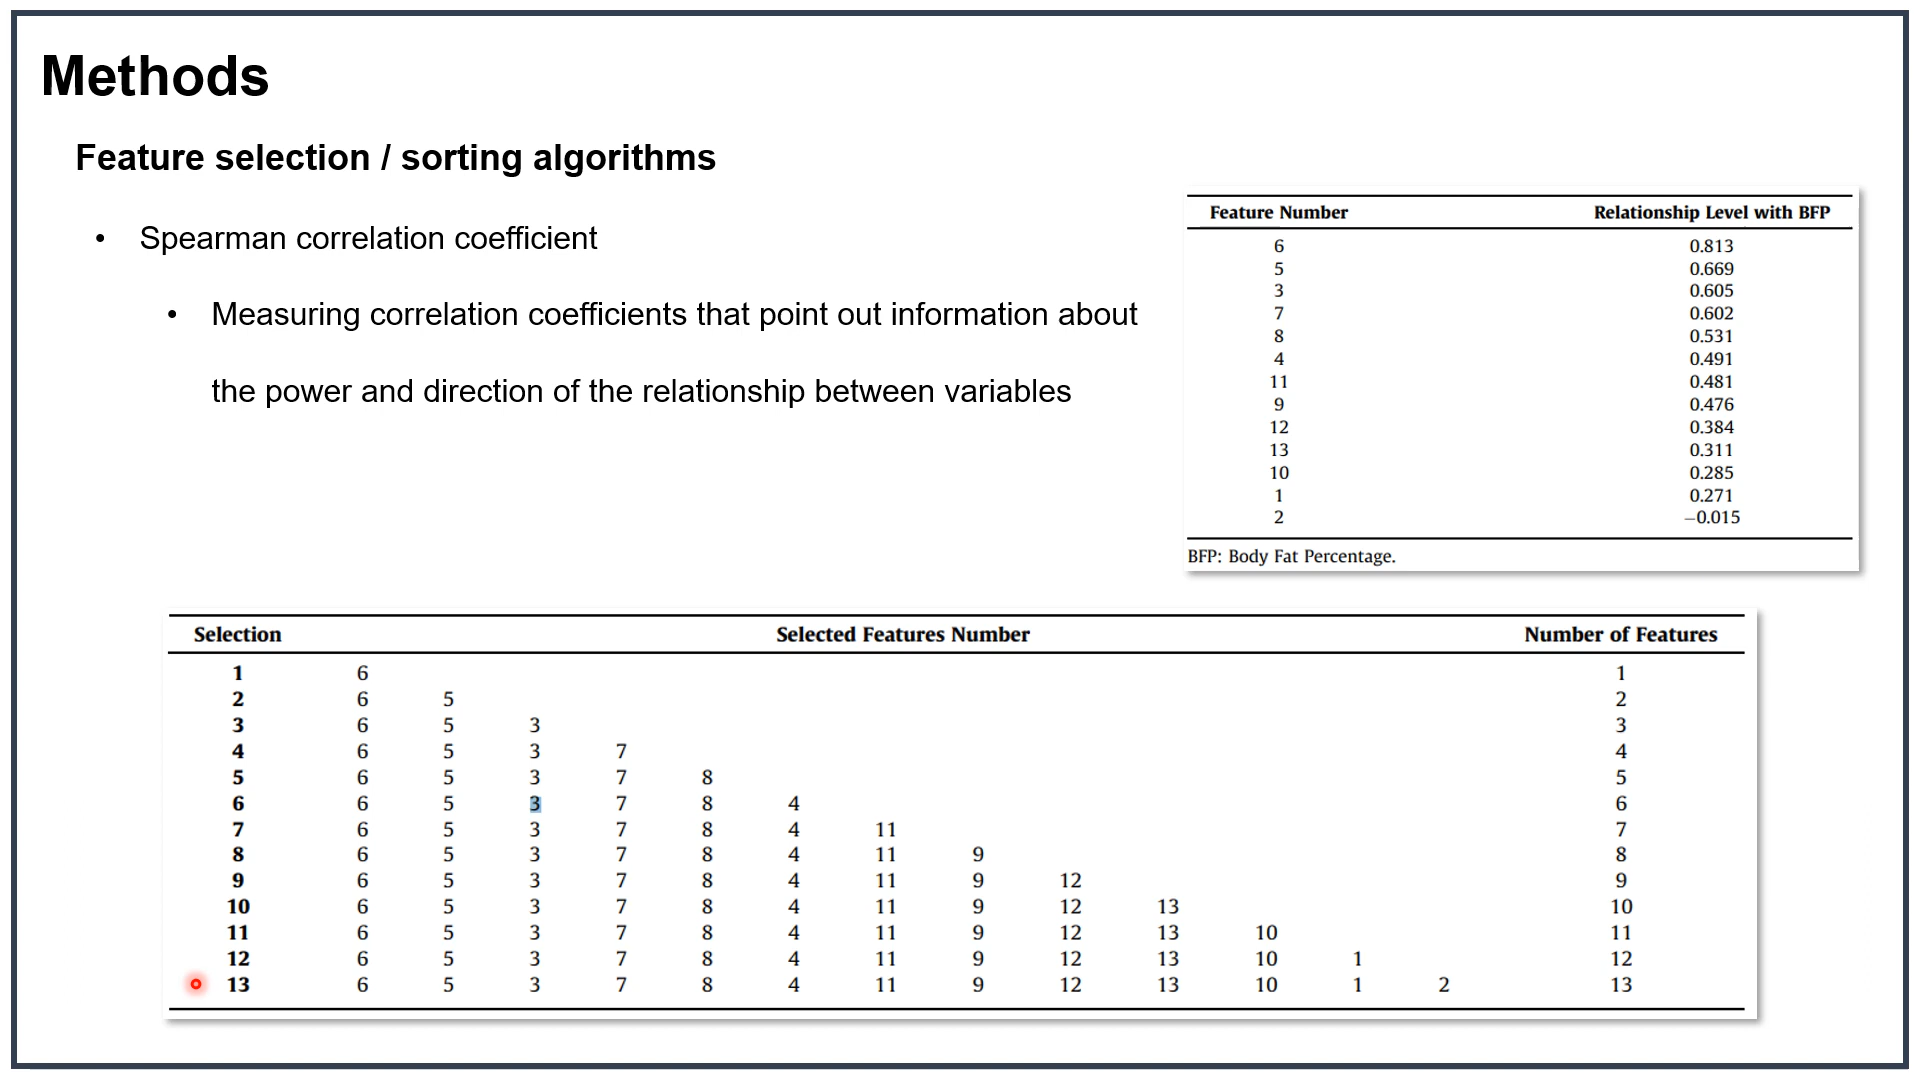 Methods
Feature selection / sorting algorithms
• Spearman correlation coefficient
• Measuring correlation coefficients that point out information about
the power and direction of the relationship between variables
Feature Number Relationship Level with BFP
6 0.813
5 0.669
3 0.605
7 0.602
8 0.531
4 0.491
11 0.481
9 0.476
12 0.384
13 0.311
10 0.285
1 0.271
2 −0.015
BFP: Body Fat Percentage.
Selection Selected Features Number Number of Features
1 6 1
2 6 5 2
3 6 5 3 3
4 6 5 3 7 4
5 6 5 3 7 8 5
6 6 5 3 7 8 4 6
7 6 5 3 7 8 4 11 7
8 6 5 3 7 8 4 11 9 8
9 6 5 3 7 8 4 11 9 12 9
10 6 5 3 7 8 4 11 9 12 13 10
11 6 5 3 7 8 4 11 9 12 13 10 11
12 6 5 3 7 8 4 11 9 12 13 10 1 12
13 6 5 3 7 8 4 11 9 12 13 10 1 2 13